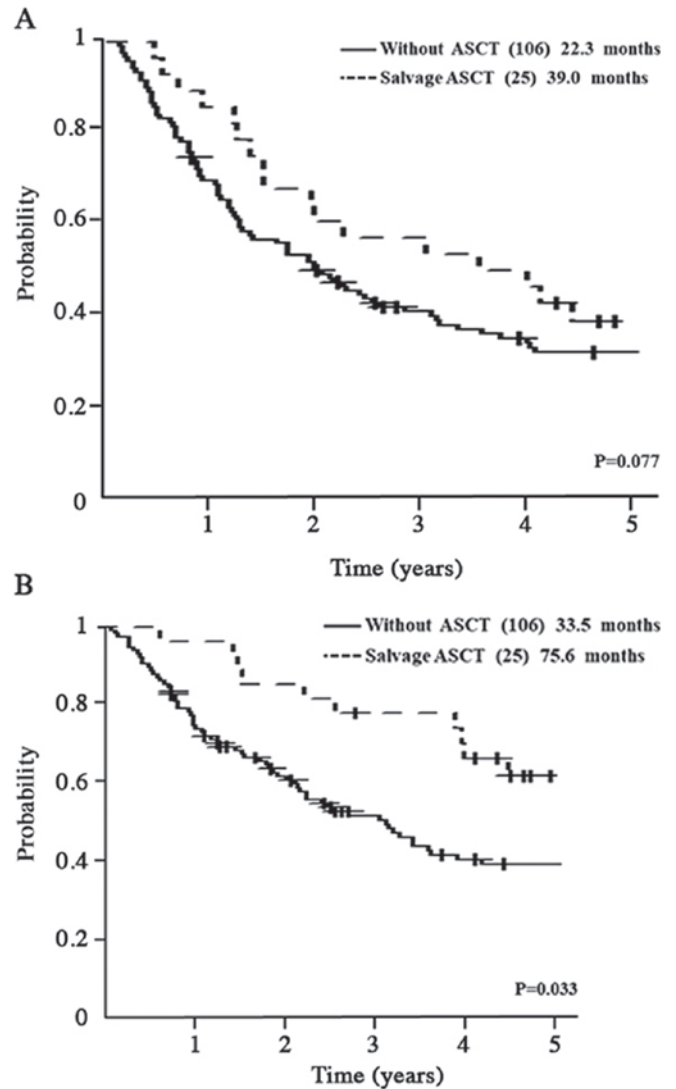 A
1
Without ASCT (106) 22.3 months
Salvage ASCT (25) 39.0 months
0.8
0.6
Probability
0.4
0.2
P=0.077
0
1 2 3 4 5
Time (years)
B
1
Without ASCT (106) 33.5 months
Salvage ASCT (25) 75.6 months
0.8
0.6
Probability
0.4
0.2
P=0.033
0
1 2 3 4 5
Time (years)